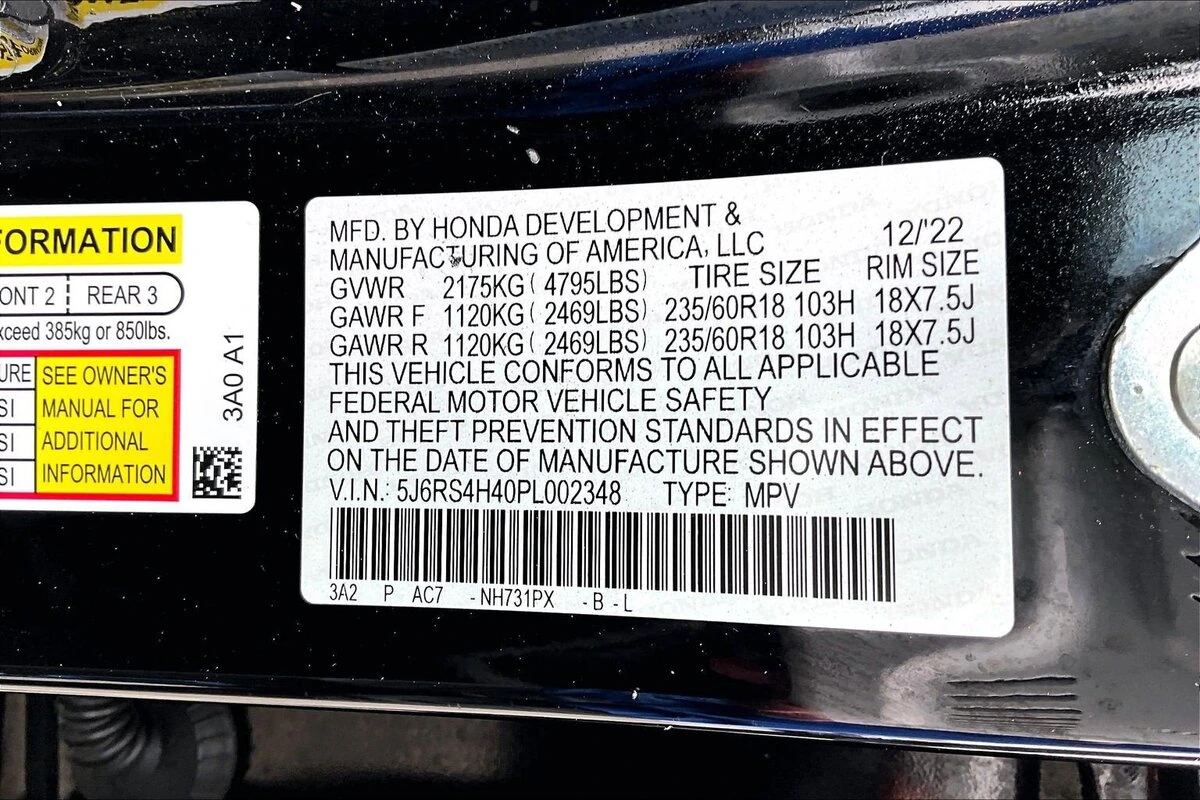 FORMATION
ONT 2 REAR 3
xceed 385kg or 850lbs.
URE SEE OWNER'S
SI MANUAL FOR
SI ADDITIONAL
SI INFORMATION
3A0 A1
MFD. BY HONDA DEVELOPMENT &
MANUFACTURING OF AMERICA, LLC 12/'22
GVWR 2175KG ( 4795LBS) TIRE SIZE RIM SIZE
GAWR F 1120KG ( 2469LBS) 235/60R18 103H 18X7.5J
GAWR R 1120KG ( 2469LBS) 235/60R18 103H 18X7.5J
THIS VEHICLE CONFORMS TO ALL APPLICABLE
FEDERAL MOTOR VEHICLE SAFETY
AND THEFT PREVENTION STANDARDS IN EFFECT
ON THE DATE OF MANUFACTURE SHOWN ABOVE.
V.I.N.: 5J6RS4H40PL002348 TYPE: MPV
3A2 P AC7 -NH731PX -B -L